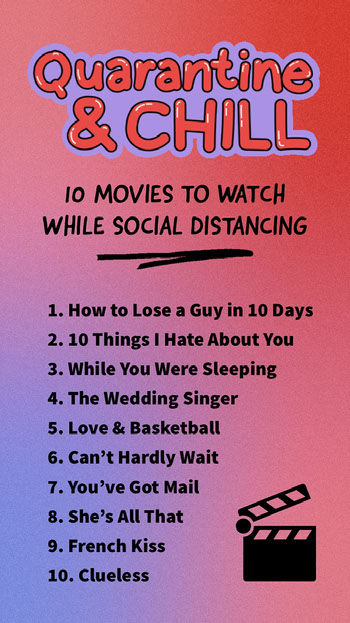 Quarantine
& CHILL
10 MOVIES TO WATCH
WHILE SOCIAL DISTANCING
1. How to Lose a Guy in 10 Days
2. 10 Things I Hate About You
3. While You Were Sleeping
4. The Wedding Singer
5. Love & Basketball
6. Can’t Hardly Wait
7. You’ve Got Mail
8. She’s All That
9. French Kiss
10. Clueless